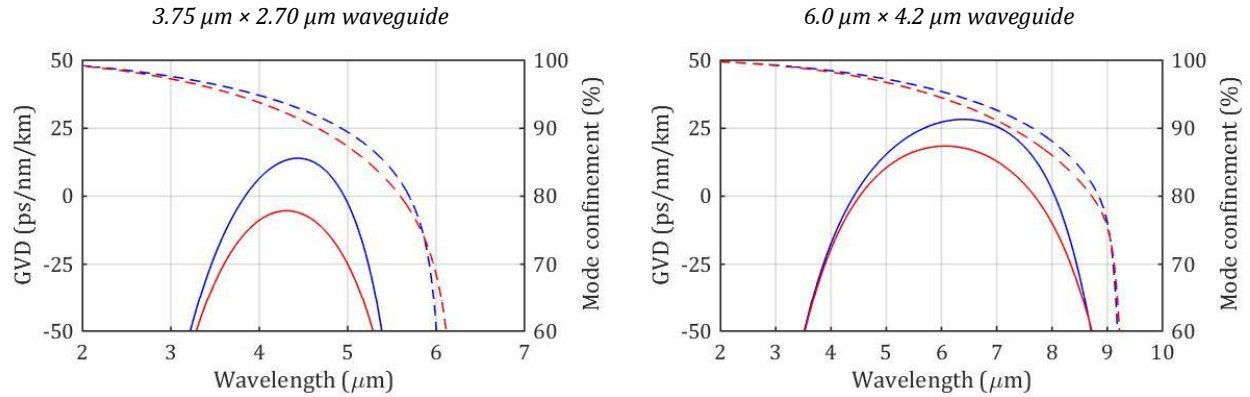 3.75 μm × 2.70 μm waveguide
50
25
0
-25
-50
GVD (ps/nm/km)
100
90
80
70
60
Mode confinement (%)
2 3 4 5 6 7
Wavelength (μm)
6.0 μm × 4.2 μm waveguide
50
25
0
-25
-50
GVD (ps/nm/km)
100
90
80
70
60
Mode confinement (%)
2 3 4 5 6 7 8 9 10
Wavelength (μm)